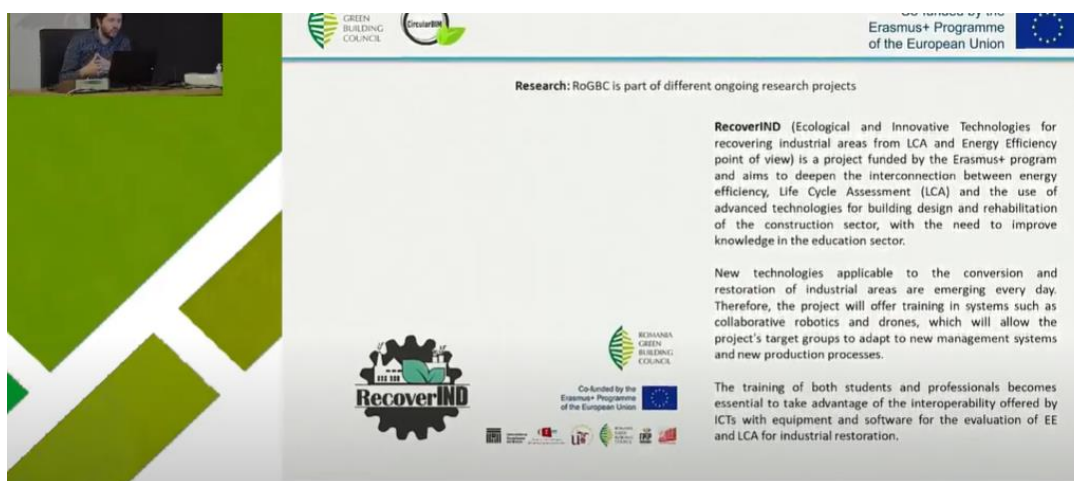 GREEN
BUILDING
COUNCIL
CircularBIM
Co-funded by the
Erasmus+ Programme
of the European Union
Research: RoGBC is part of different ongoing research projects
RecoverIND (Ecological and Innovative Technologies for
recovering industrial areas from LCA and Energy Efficiency
point of view) is a project funded by the Erasmus+ program
and aims to deepen the interconnection between energy
efficiency, Life Cycle Assessment (LCA) and the use of
advanced technologies for building design and rehabilitation
of the construction sector, with the need to improve
knowledge in the education sector.
New technologies applicable to the conversion and
restoration of industrial areas are emerging every day.
Therefore, the project will offer training in systems such as
collaborative robotics and drones, which will allow the
project's target groups to adapt to new management systems
and new production processes.
The training of both students and professionals becomes
essential to take advantage of the interoperability offered by
ICTs with equipment and software for the evaluation of EE
and LCA for industrial restoration.
RecoverIND
ROMANIA
GREEN
BUILDING
COUNCIL
Co-funded by the
Erasmus+ Programme
of the European Union